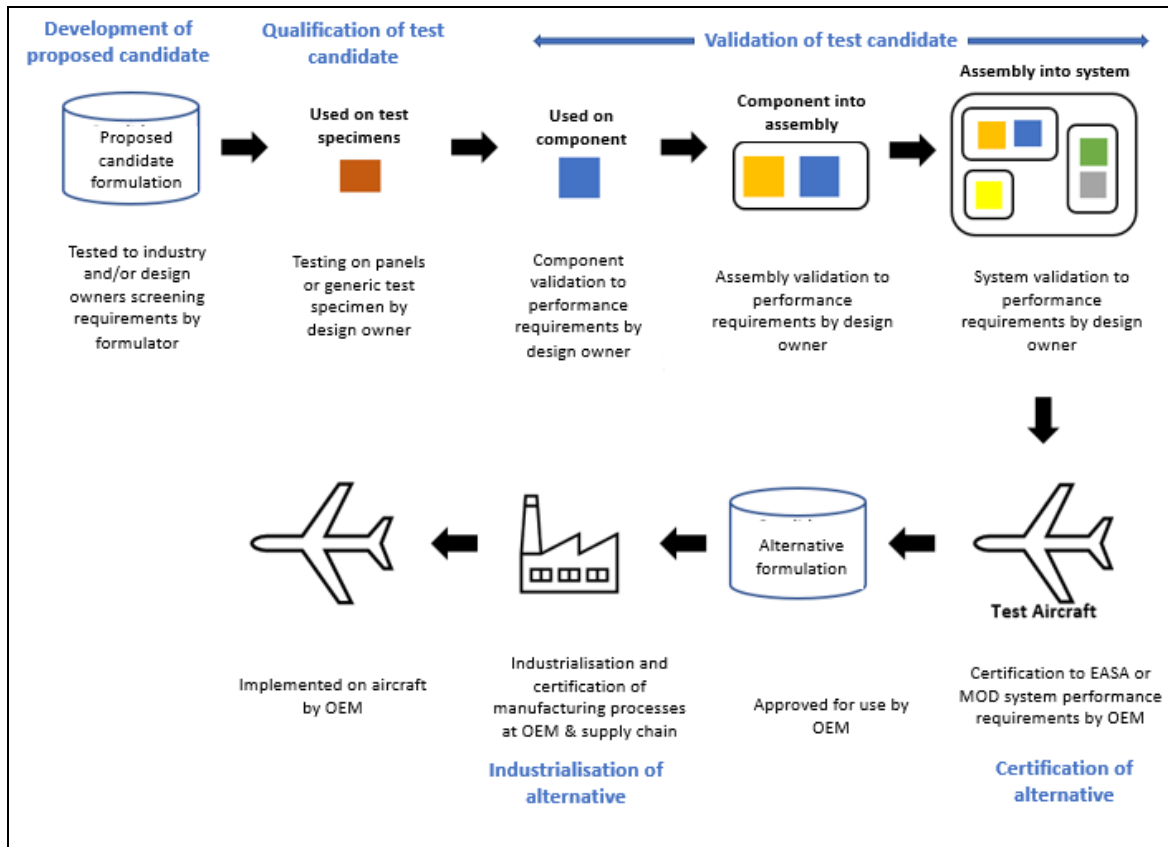 Development of
proposed candidate
Qualification of test
candidate
Validation of test candidate
Proposed
candidate
formulation
Used on test
specimens
Used on
component
Component into
assembly
Assembly into system
Tested to industry
and/or design
owners screening
requirements by
formulator
Testing on panels
or generic test
specimen by
design owner
Component
validation to
performance
requirements by
design owner
Assembly validation to
performance
requirements by design
owner
System validation to
performance
requirements by design
owner
Alternative
formulation
Test Aircraft
Implemented on aircraft
by OEM
Industrialisation and
certification of
manufacturing processes
at OEM & supply chain
Approved for use by
OEM
Certification to EASA or
MOD system performance
requirements by OEM
Industrialisation of
alternative
Certification of
alternative